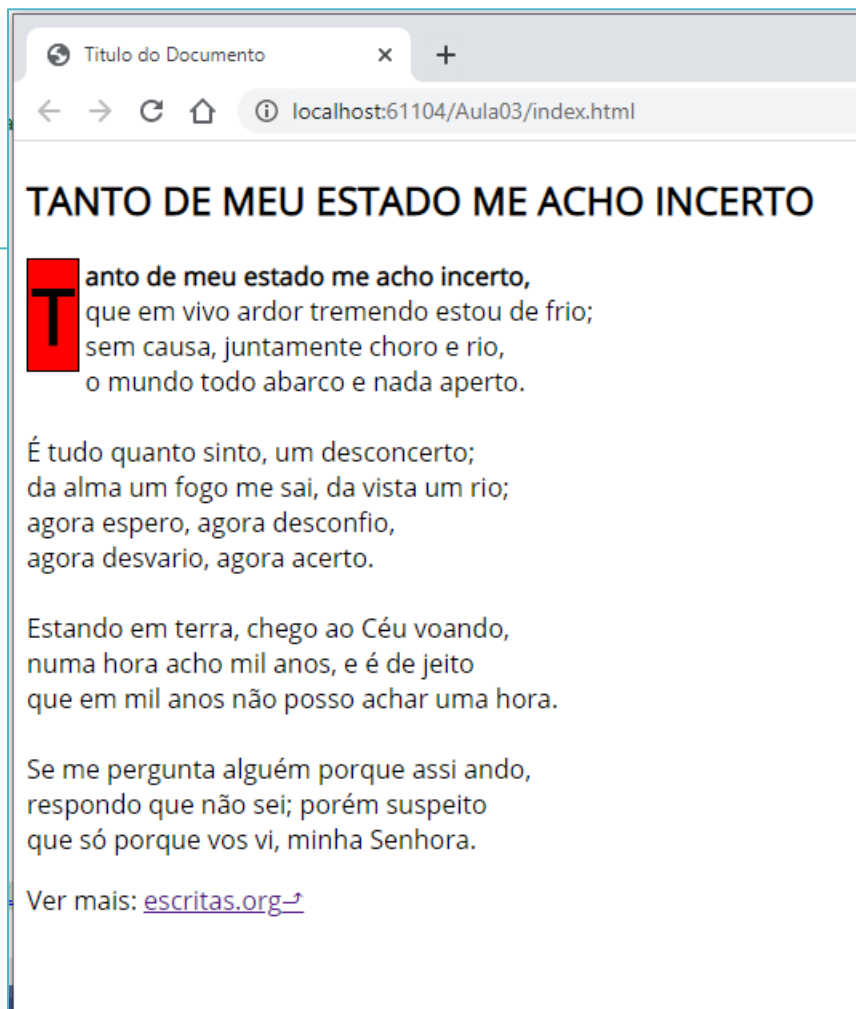 Titulo do Documento
localhost:61104/Aula03/index.html
TANTO DE MEU ESTADO ME ACHO INCERTO
Tanto de meu estado me acho incerto,
que em vivo ardor tremendo estou de frio;
sem causa, juntamente choro e rio,
o mundo todo abarco e nada aperto.
É tudo quanto sinto, um desconcerto;
da alma um fogo me sai, da vista um rio;
agora espero, agora desconfio,
agora desvario, agora acerto.
Estando em terra, chego ao Céu voando,
numa hora acho mil anos, e é de jeito
que em mil anos não posso achar uma hora.
Se me pergunta alguém porque assi ando,
respondo que não sei; porém suspeito
que só porque vos vi, minha Senhora.
Ver mais: escritas.org⤴